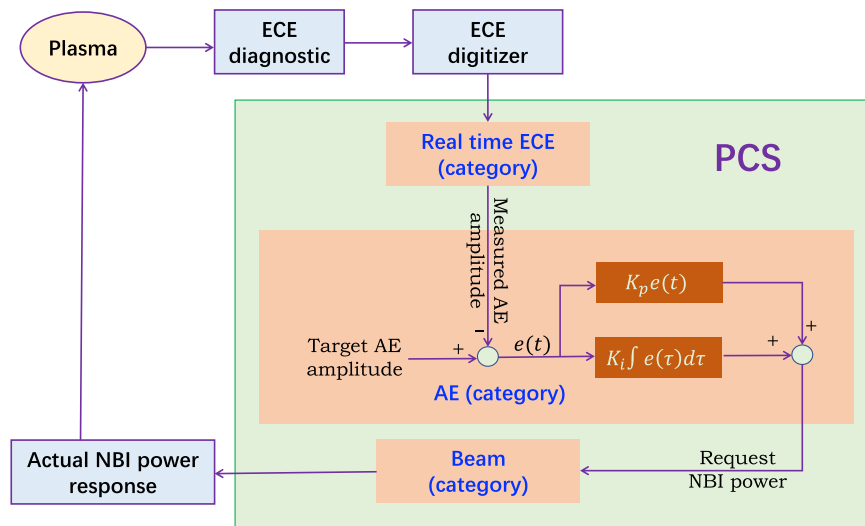 Plasma
ECE
diagnostic
ECE
digitizer
PCS
Real time ECE
(category)
Measured AE
amplitude
K_p e(t)
-
+
Target AE
amplitude
+
e(t)
K_i ∫ e(τ)dτ
+
AE (category)
Actual NBI power
response
Beam
(category)
Request
NBI power